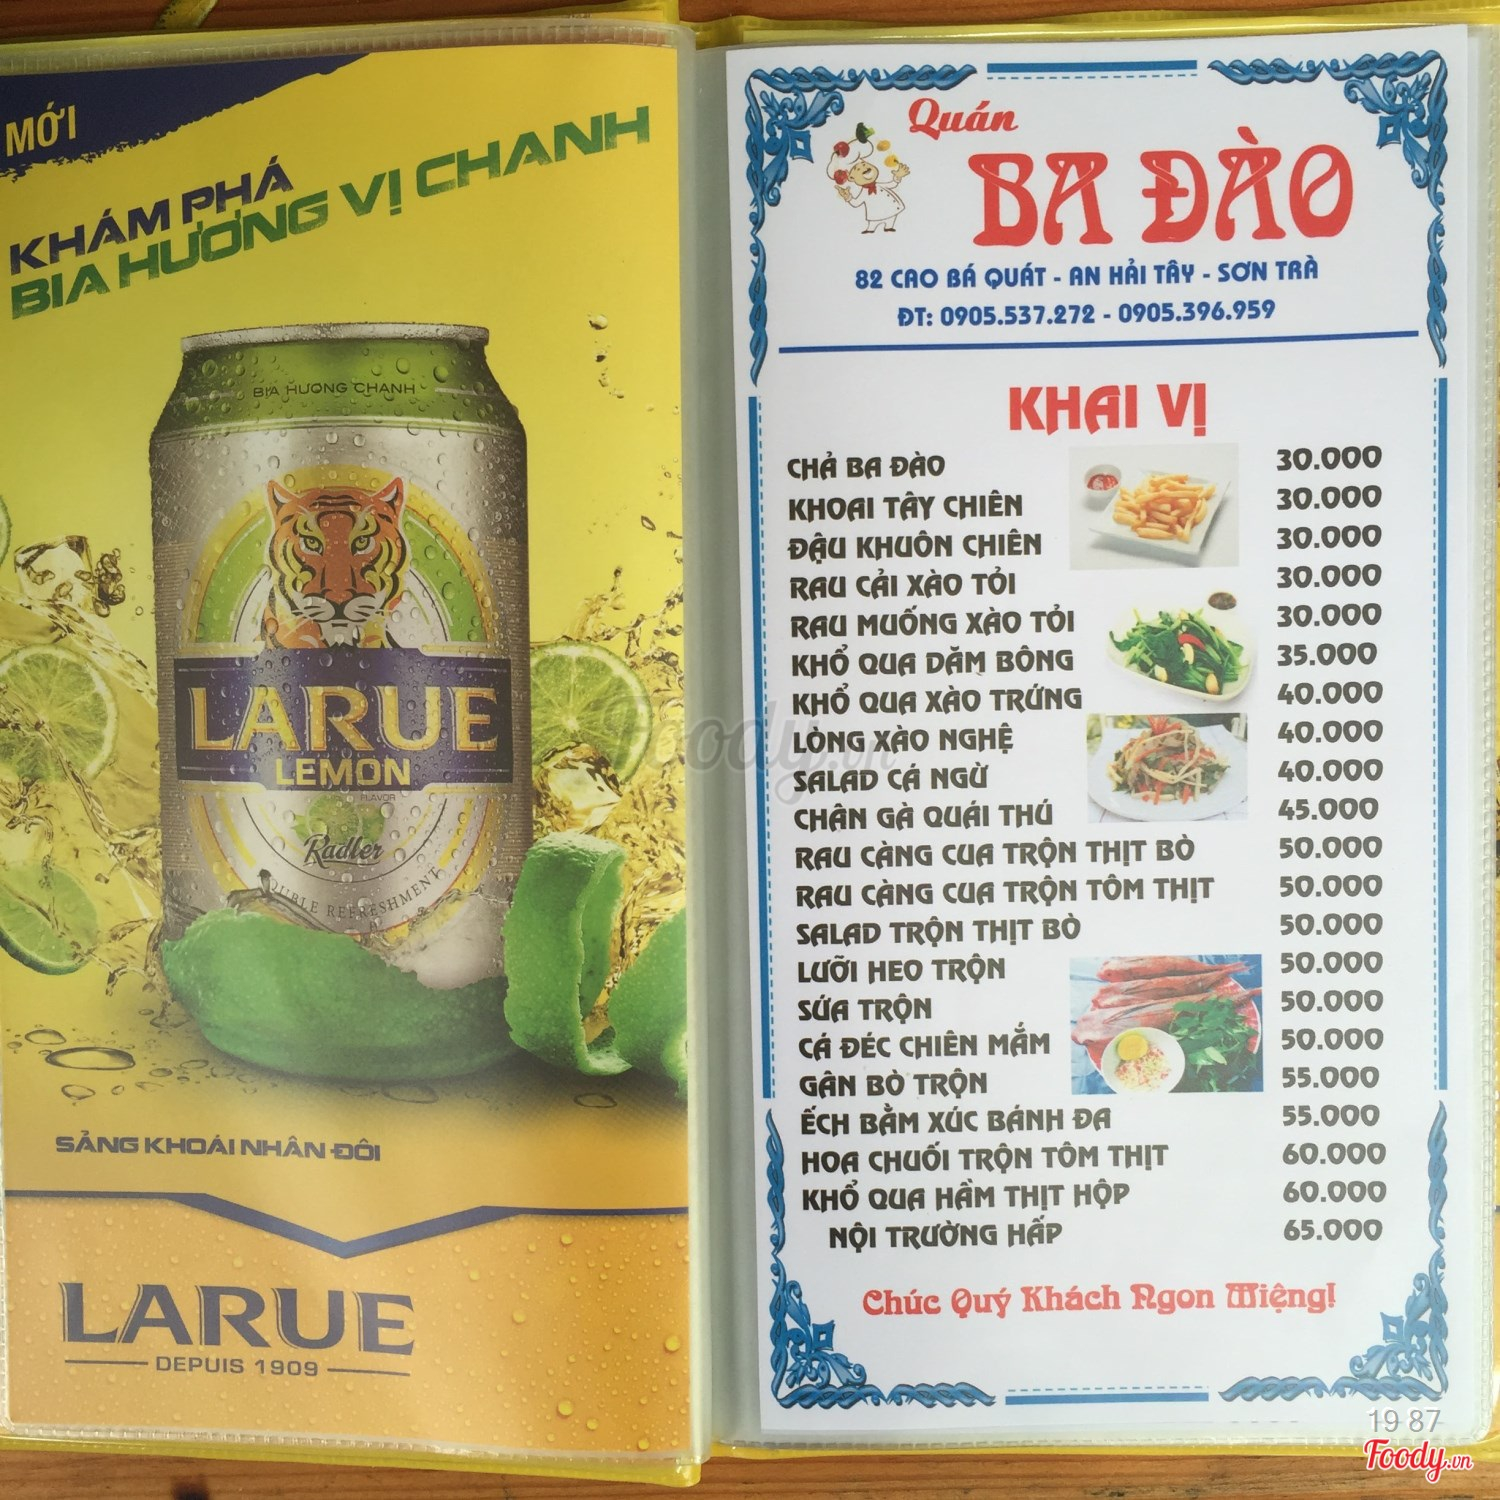 MỚI
KHÁM PHÁ
BIA HƯƠNG VỊ CHANH
BIA HƯƠNG CHANH
LARUE
LEMON
FLAVOR
Radler
DOUBLE REFRESHMENT
SẢNG KHOÁI NHÂN ĐÔI
LARUE
DEPUIS 1909
Quán
BA ĐÀO
82 CAO BÁ QUÁT - AN HẢI TÂY - SƠN TRÀ
ĐT: 0905.537.272 - 0905.396.959
KHAI VỊ
CHẢ BA ĐÀO 30.000
KHOAI TÂY CHIÊN 30.000
ĐẬU KHUÔN CHIÊN 30.000
RAU CẢI XÀO TỎI 30.000
RAU MUỐNG XÀO TỎI 30.000
KHỔ QUA DĂM BÔNG 35.000
KHỔ QUA XÀO TRỨNG 40.000
LÒNG XÀO NGHỆ 40.000
SALAD CÁ NGỪ 40.000
CHÂN GÀ QUÁI THÚ 45.000
RAU CÀNG CUA TRỘN THỊT BÒ 50.000
RAU CÀNG CUA TRỘN TÔM THỊT 50.000
SALAD TRỘN THỊT BÒ 50.000
LƯỠI HEO TRỘN 50.000
SỨA TRỘN 50.000
CÁ ĐÉC CHIÊN MẮM 50.000
GÂN BÒ TRỘN 55.000
ẾCH BẰM XÚC BÁNH ĐA 55.000
HOA CHUỐI TRỘN TÔM THỊT 60.000
KHỔ QUA HẦM THỊT HỘP 60.000
NỘI TRƯỜNG HẤP 65.000
Chúc Quý Khách Ngon Miệng!
Foody.vn
19 87
Foody.vn